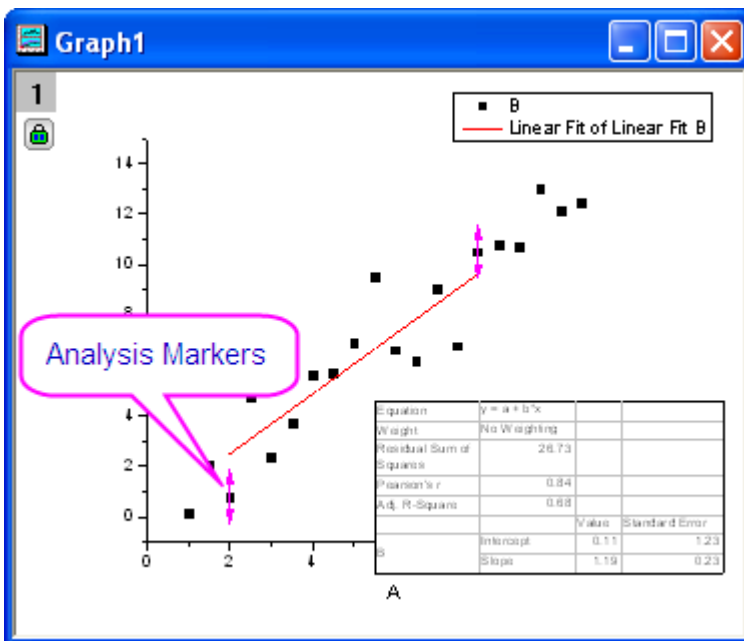 Graph1
1
B
Linear Fit of Linear Fit B
14
12
10
8
Analysis Markers
4
2
0
0
2
4
A
Equation y = a + b*x
Weight No Weighting
Residual Sum of Squares 26.73
Pearson's r 0.84
Adj. R-Square 0.68
Value Standard Error
B Intercept 0.11 1.23
Slope 1.19 0.23